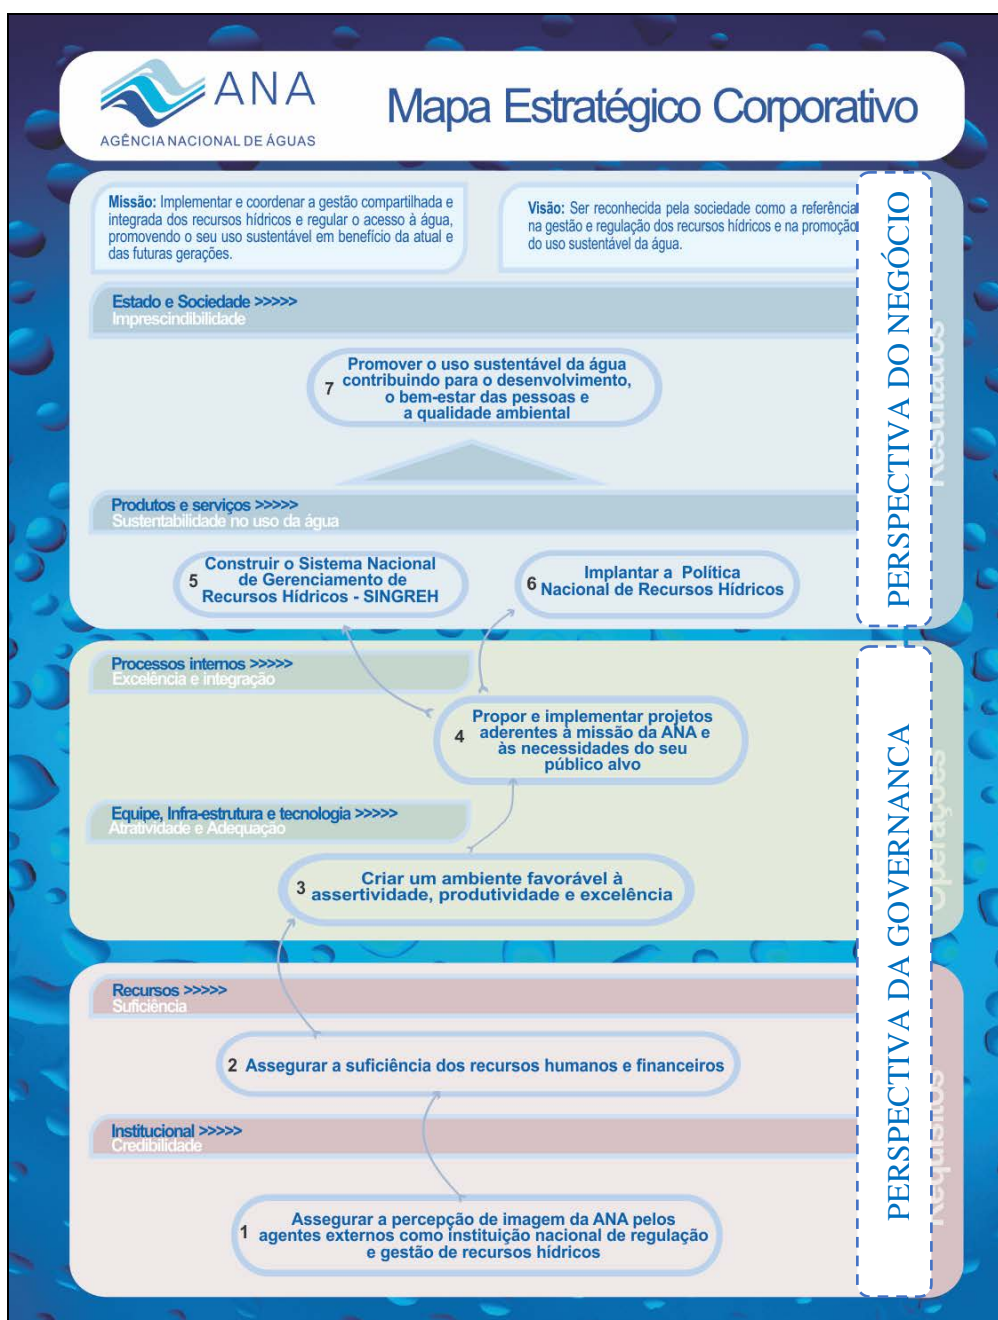 ANA
AGÊNCIA NACIONAL DE ÁGUAS
Mapa Estratégico Corporativo
Missão: Implementar e coordenar a gestão compartilhada e
integrada dos recursos hídricos e regular o acesso à água,
promovendo o seu uso sustentável em benefício da atual e
das futuras gerações.
Visão: Ser reconhecida pela sociedade como a referência
na gestão e regulação dos recursos hídricos e na promoção
do uso sustentável da água.
Estado e Sociedade >>>>>
Imprescindibilidade
7
Promover o uso sustentável da água
contribuindo para o desenvolvimento,
o bem-estar das pessoas e
a qualidade ambiental
Produtos e serviços >>>>>
Sustentabilidade no uso da água
5
Construir o Sistema Nacional
de Gerenciamento de
Recursos Hídricos - SINGREH
6
Implantar a Política
Nacional de Recursos Hídricos
PERSPECTIVA DO NEGÓCIO
Resultados
Processos internos >>>>>
Excelência e integração
4
Propor e implementar projetos
aderentes à missão da ANA e
às necessidades do seu
público alvo
Equipe, Infra-estrutura e tecnologia >>>>>
Atratividade e Adequação
3
Criar um ambiente favorável à
assertividade, produtividade e excelência
Operações
PERSPECTIVA DA GOVERNANCA
Recursos >>>>>
Suficiência
2 Assegurar a suficiência dos recursos humanos e financeiros
Institucional >>>>>
Credibilidade
1
Assegurar a percepção de imagem da ANA pelos
agentes externos como instituição nacional de regulação
e gestão de recursos hídricos
Requisitos